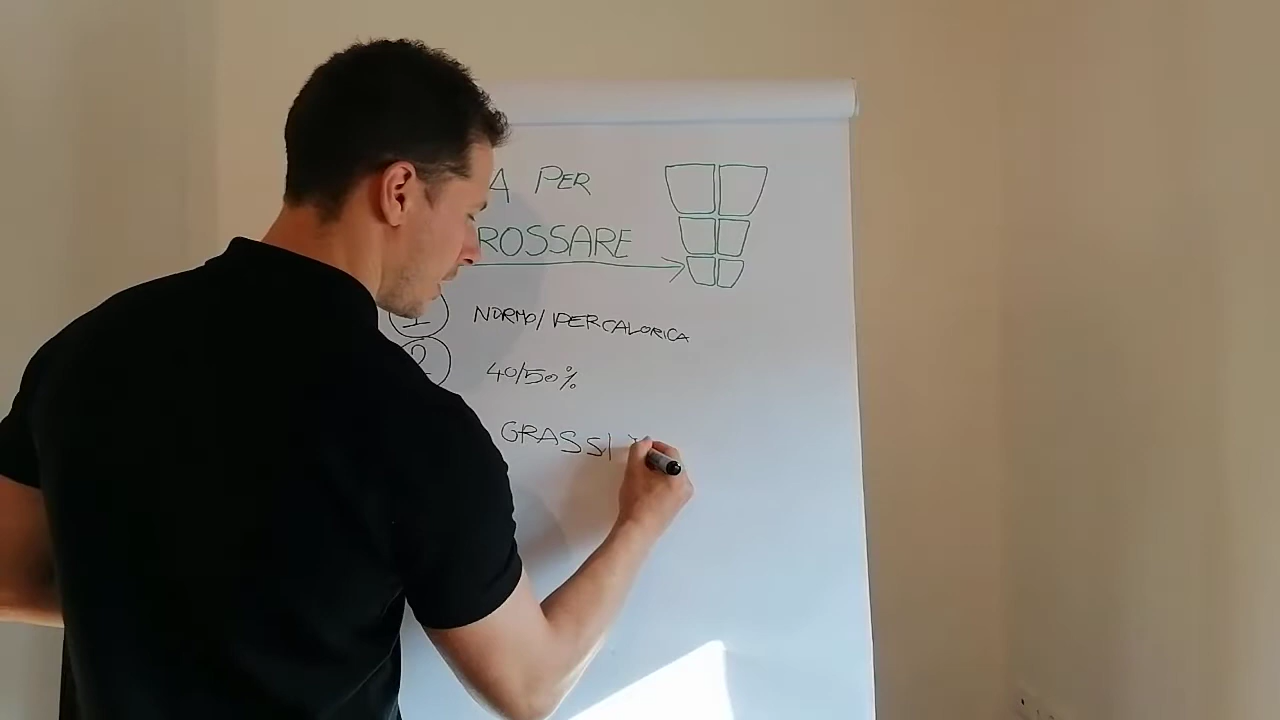 A PER
ROSSARE
1 NORMO/IPERCALORICA
2 40/50%
GRASSI